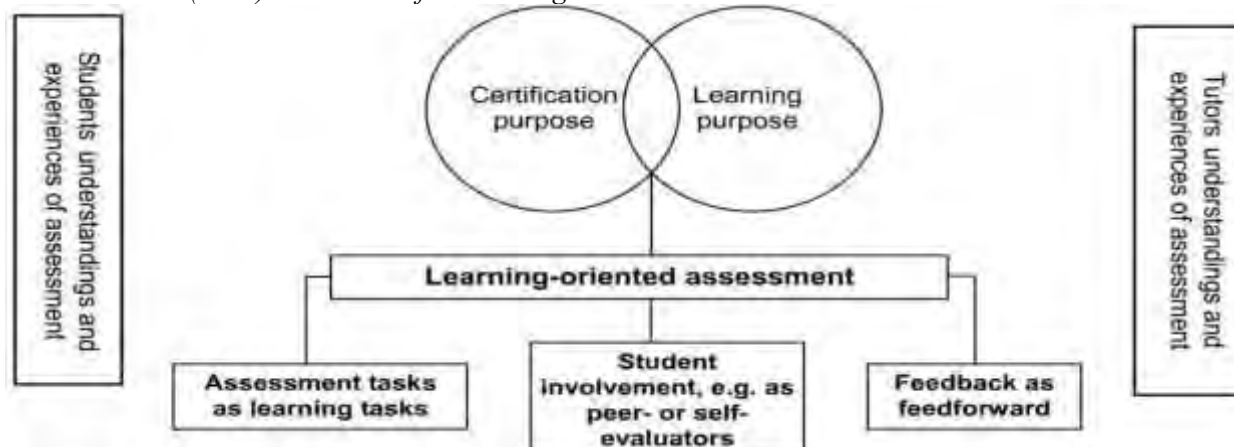 Students understandings and
experiences of assessment
Certification
purpose
Learning
purpose
Tutors understandings and
experiences of assessment
Learning-oriented assessment
Assessment tasks
as learning tasks
Student
involvement, e.g. as
peer- or self-
evaluators
Feedback as
feedforward